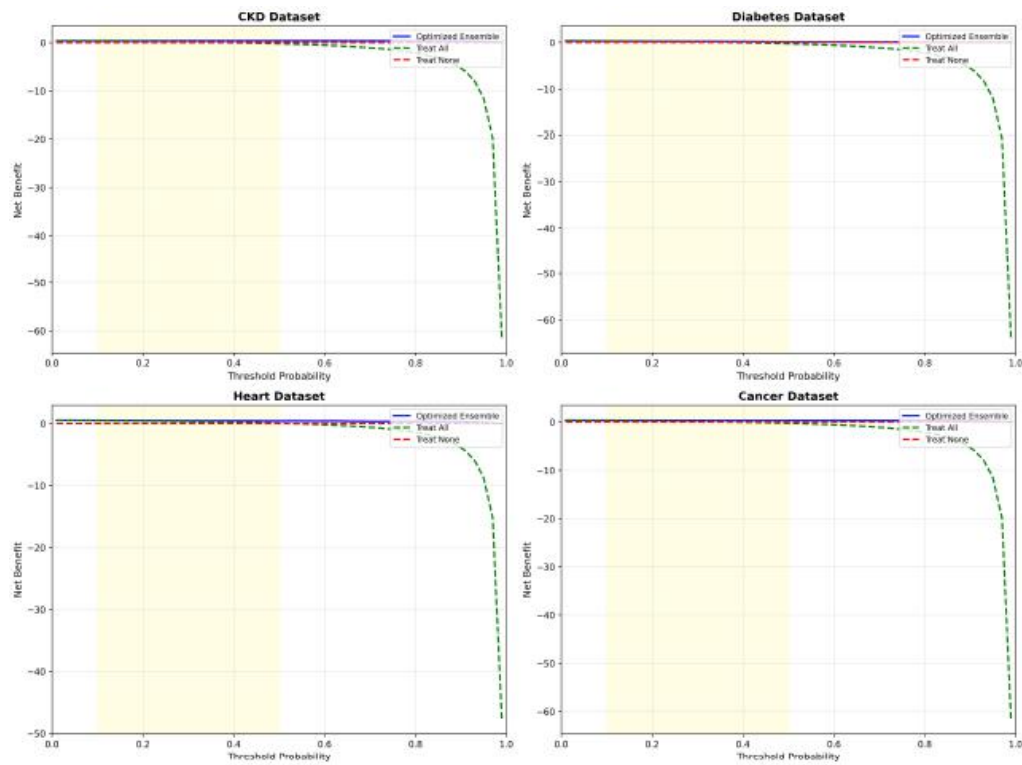 CKD Dataset
Net Benefit
0
−10
−20
−30
−40
−50
−60
Optimized Ensemble
Treat All
Treat None
0.0 0.2 0.4 0.6 0.8 1.0
Threshold Probability
Diabetes Dataset
Net Benefit
0
−10
−20
−30
−40
−50
−60
Optimized Ensemble
Treat All
Treat None
0.0 0.2 0.4 0.6 0.8 1.0
Threshold Probability
Heart Dataset
Net Benefit
0
−10
−20
−30
−40
−50
Optimized Ensemble
Treat All
Treat None
0.0 0.2 0.4 0.6 0.8 1.0
Threshold Probability
Cancer Dataset
Net Benefit
0
−10
−20
−30
−40
−50
−60
Optimized Ensemble
Treat All
Treat None
0.0 0.2 0.4 0.6 0.8 1.0
Threshold Probability